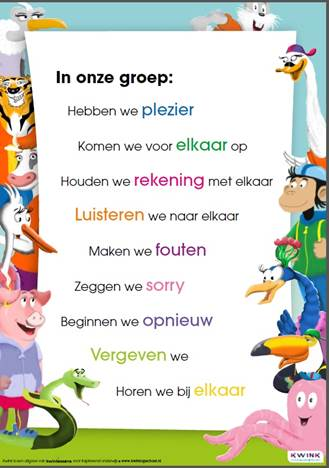 In onze groep:
Hebben we plezier
Komen we voor elkaar op
Houden we rekening met elkaar
Luisteren we naar elkaar
Maken we fouten
Zeggen we sorry
Beginnen we opnieuw
Vergeven we
Horen we bij elkaar
KWINK